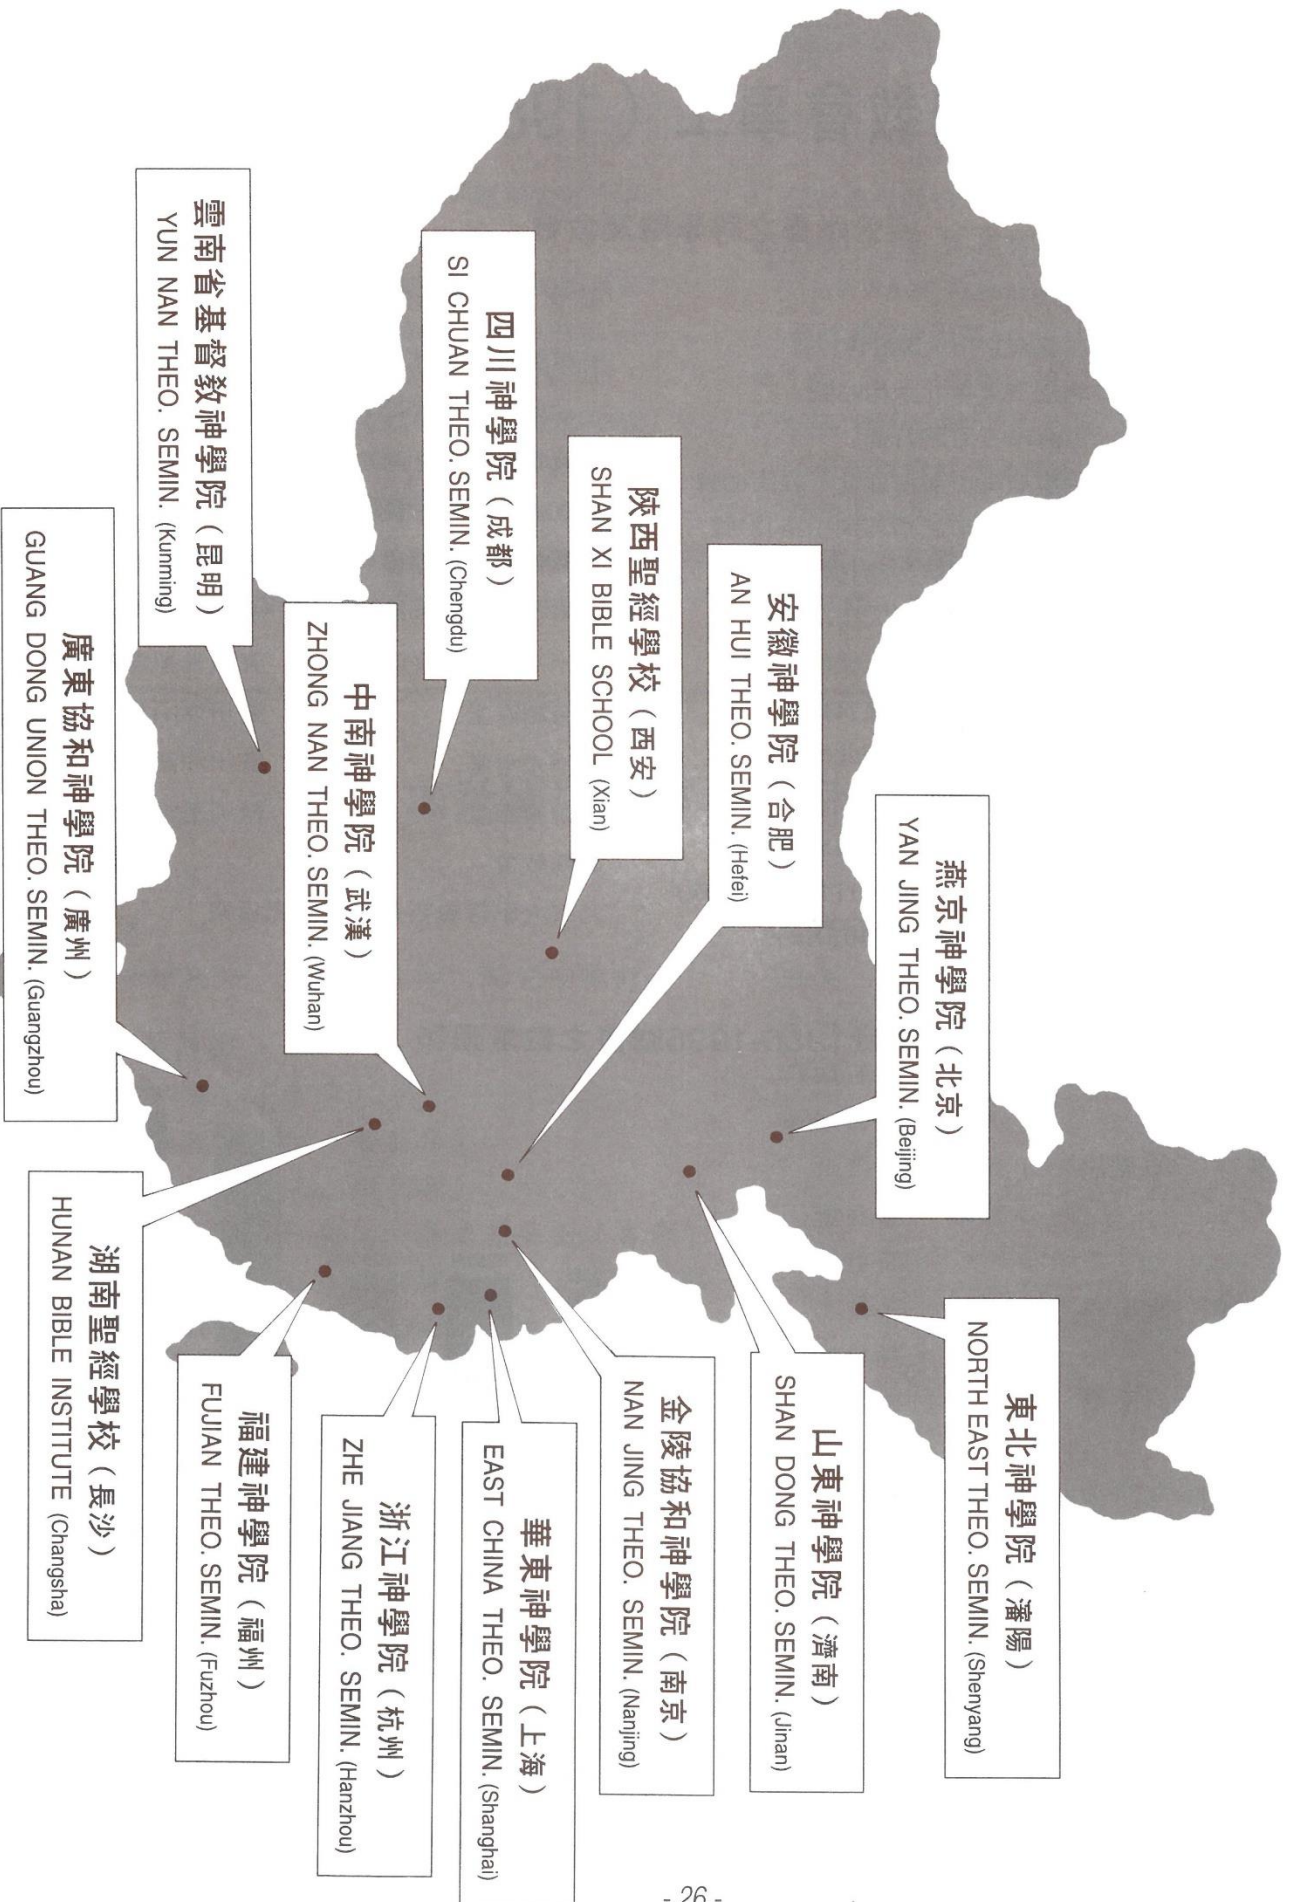 東北神學院（瀋陽）
NORTH EAST THEO. SEMIN. (Shenyang)
燕京神學院（北京）
YAN JING THEO. SEMIN. (Beijing)
山東神學院（濟南）
SHAN DONG THEO. SEMIN. (Jinan)
安徽神學院（合肥）
AN HUI THEO. SEMIN. (Hefei)
金陵協和神學院（南京）
NAN JING THEO. SEMIN. (Nanjing)
陝西聖經學校（西安）
SHAN XI BIBLE SCHOOL (Xian)
華東神學院（上海）
EAST CHINA THEO. SEMIN. (Shanghai)
四川神學院（成都）
SI CHUAN THEO. SEMIN. (Chengdu)
浙江神學院（杭州）
ZHE JIANG THEO. SEMIN. (Hanzhou)
中南神學院（武漢）
ZHONG NAN THEO. SEMIN. (Wuhan)
福建神學院（福州）
FUJIAN THEO. SEMIN. (Fuzhou)
雲南省基督教神學院（昆明）
YUN NAN THEO. SEMIN. (Kunming)
湖南聖經學校（長沙）
HUNAN BIBLE INSTITUTE (Changsha)
廣東協和神學院（廣州）
GUANG DONG UNION THEO. SEMIN. (Guangzhou)
- 26 -